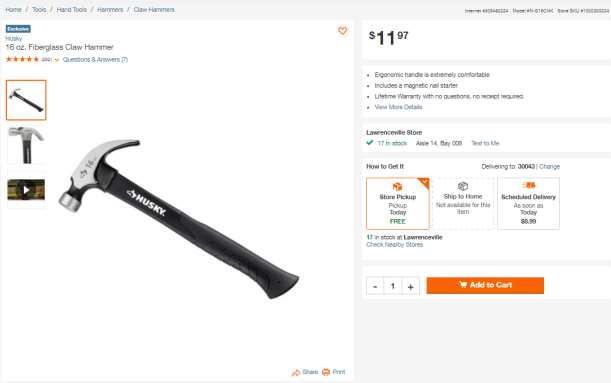 Home / Tools / Hand Tools / Hammers / Claw Hammers
Internet #305482224 Model #MG16CHK Store SKU #1000300224
Exclusive
Husky
16 oz. Fiberglass Claw Hammer
Questions & Answers (7)
$11 97
Ergonomic handle is extremely comfortable
Includes a magnetic nail starter
Lifetime Warranty with no questions, no receipt required.
View More Details
Lawrenceville Store
17 in stock Aisle 14, Bay 008 Text to Me
How to Get It
Delivering to: 30043 | Change
Store Pickup
Pickup
Today
FREE
Ship to Home
Not available for this
item
Scheduled Delivery
As soon as
Today
$8.99
17 in stock at Lawrenceville
Check Nearby Stores
- 1 +
Add to Cart
16 oz
HUSKY
Share Print